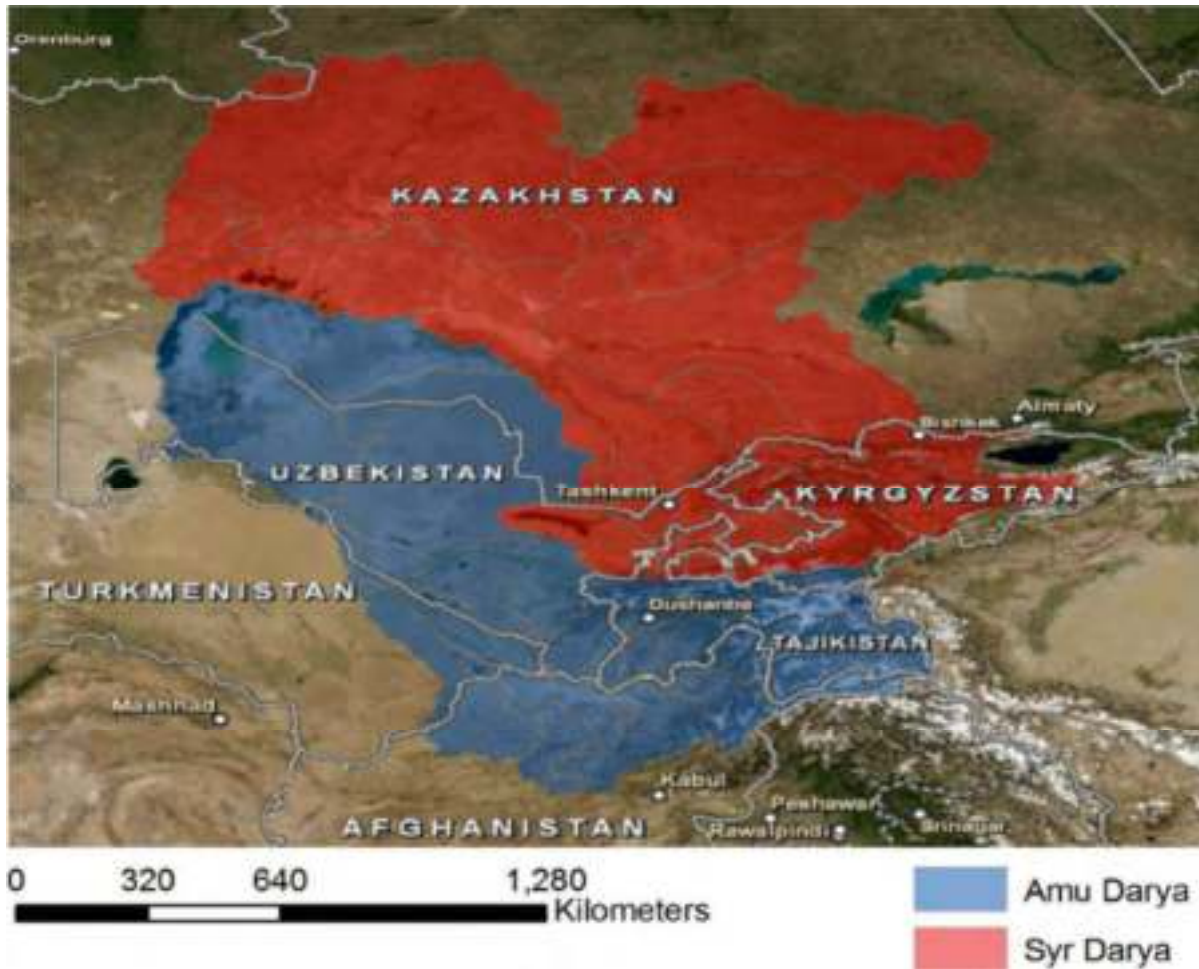 Orenburg
KAZAKHSTAN
Almaty
Bishkek
UZBEKISTAN
Tashkent
KYRGYZSTAN
TURKMENISTAN
Dushanbe
TAJIKISTAN
Mashhad
Kabul
Peshawar
AFGHANISTAN
Rawalpindi
Srinagar
0 320 640 1,280
Kilometers
Amu Darya
Syr Darya